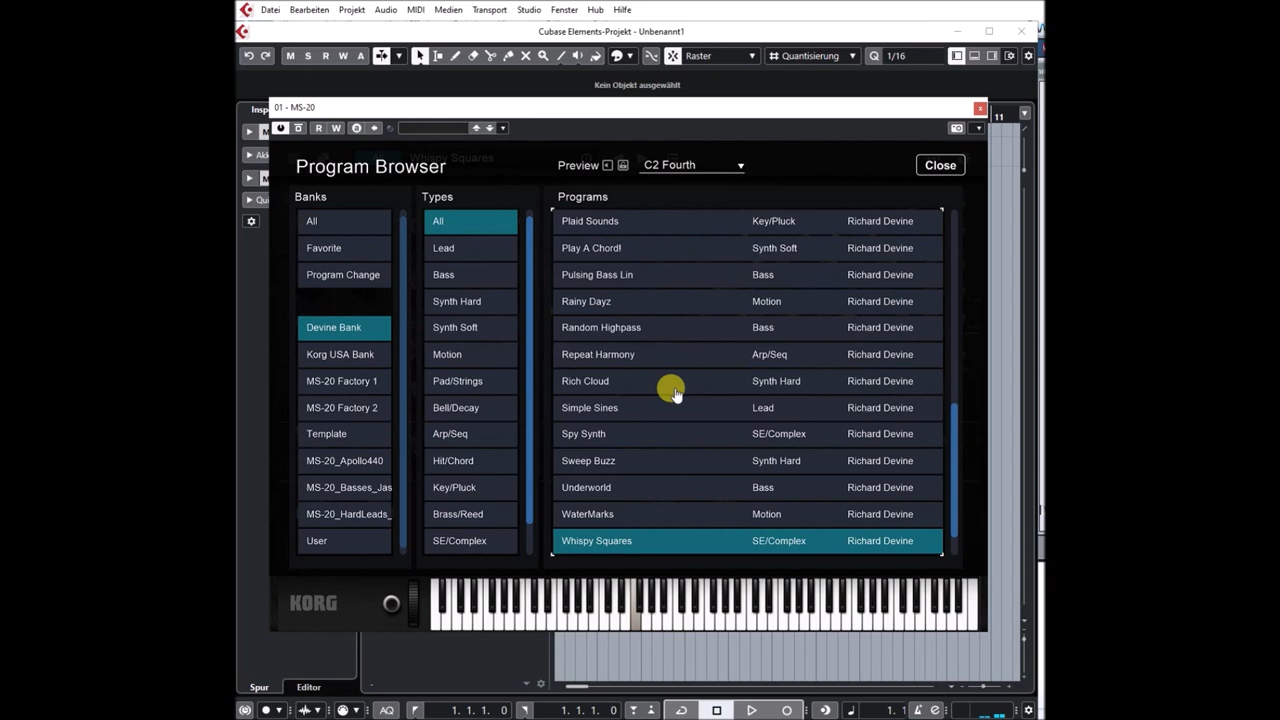 Datei Bearbeiten Projekt Audio MIDI Medien Transport Studio Fenster Hub Hilfe
Cubase Elements-Projekt - Unbenannt1
M S R W A Raster Quantisierung Q 1/16
Kein Objekt ausgewählt
Insp
01 - MS-20
x
11
R W
Whispy Squares
Program Browser
Preview
C2 Fourth
Close
Banks
Types
Programs
All
Favorite
Program Change
Devine Bank
Korg USA Bank
MS-20 Factory 1
MS-20 Factory 2
Template
MS-20_Apollo440
MS-20_Basses_Jas
MS-20_HardLeads_
User
All
Lead
Bass
Synth Hard
Synth Soft
Motion
Pad/Strings
Bell/Decay
Arp/Seq
Hit/Chord
Key/Pluck
Brass/Reed
SE/Complex
Plaid Sounds Key/Pluck Richard Devine
Play A Chord! Synth Soft Richard Devine
Pulsing Bass Lin Bass Richard Devine
Rainy Dayz Motion Richard Devine
Random Highpass Bass Richard Devine
Repeat Harmony Arp/Seq Richard Devine
Rich Cloud Synth Hard Richard Devine
Simple Sines Lead Richard Devine
Spy Synth SE/Complex Richard Devine
Sweep Buzz Synth Hard Richard Devine
Underworld Bass Richard Devine
WaterMarks Motion Richard Devine
Whispy Squares SE/Complex Richard Devine
KORG
Spur Editor
AQ 1. 1. 1. 0 1. 1. 1. 0 1. 1